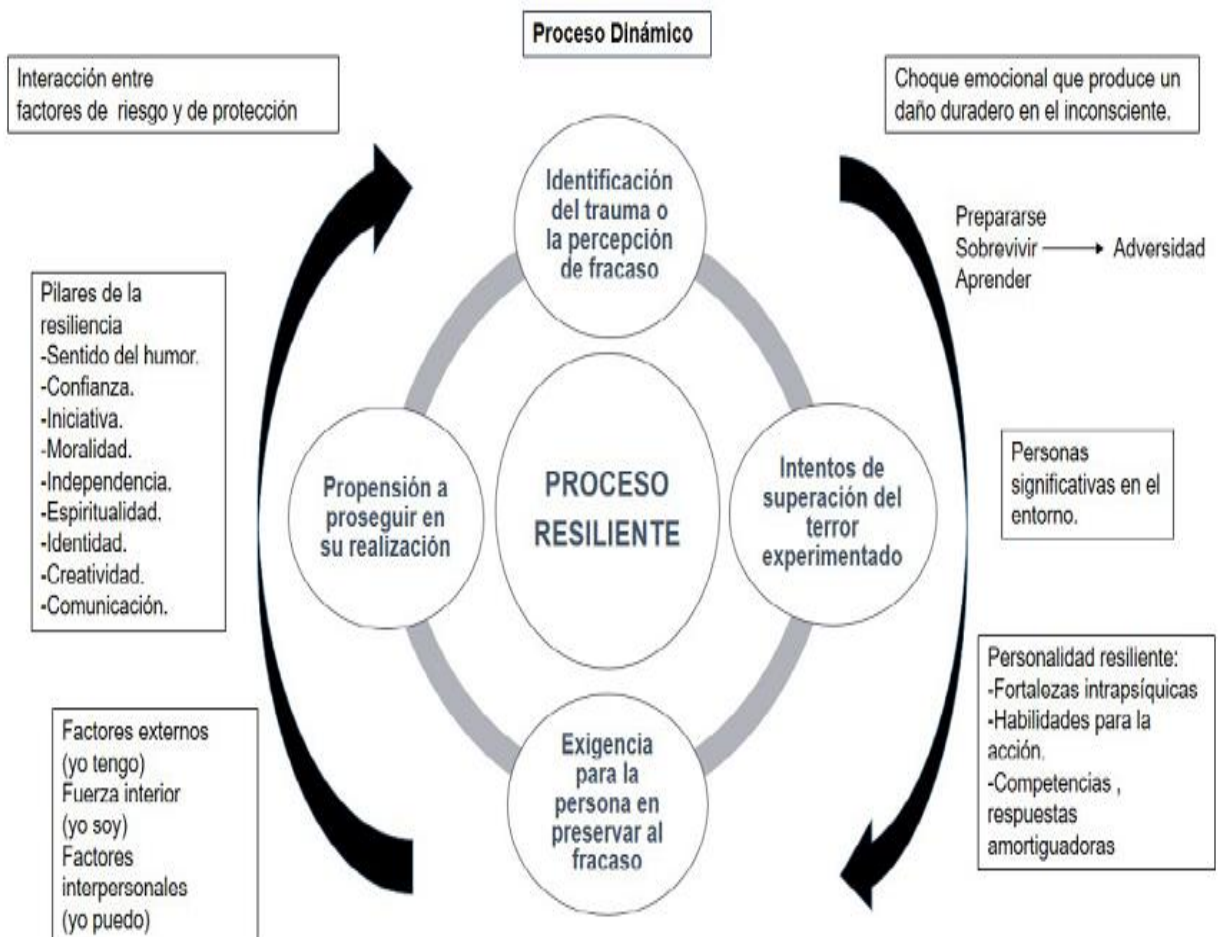 Proceso Dinámico
Interacción entre
factores de riesgo y de protección
Choque emocional que produce un
daño duradero en el inconsciente.
Identificación
del trauma o
la percepción
de fracaso
Prepararse
Sobrevivir
Aprender
Adversidad
Pilares de la
resiliencia
-Sentido del humor.
-Confianza.
-Iniciativa.
-Moralidad.
-Independencia.
-Espiritualidad.
-Identidad.
-Creatividad.
-Comunicación.
Propensión a
proseguir en
su realización
PROCESO
RESILIENTE
Intentos de
superación del
terror
experimentado
Personas
significativas en el
entorno.
Factores externos
(yo tengo)
Fuerza interior
(yo soy)
Factores
interpersonales
(yo puedo)
Exigencia
para la
persona en
preservar al
fracaso
Personalidad resiliente:
-Fortalezas intrapsíquicas
-Habilidades para la
acción.
-Competencias ,
respuestas
amortiguadoras